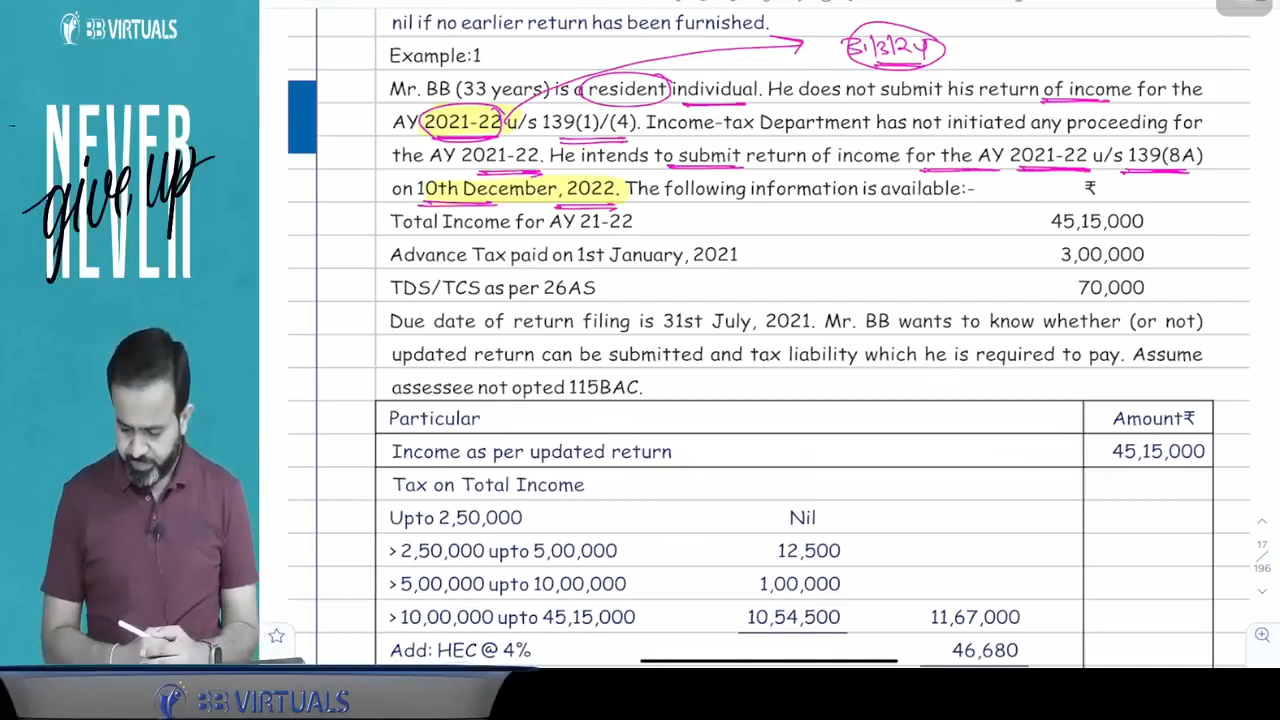 BB VIRTUALS
NEVER
give up
NEVER
nil if no earlier return has been furnished.
Example:1
31/3/24
Mr. BB (33 years) is a resident individual. He does not submit his return of income for the
AY 2021-22 u/s 139(1)/(4). Income-tax Department has not initiated any proceeding for
the AY 2021-22. He intends to submit return of income for the AY 2021-22 u/s 139(8A)
on 10th December, 2022. The following information is available:- ₹
Total Income for AY 21-22 45,15,000
Advance Tax paid on 1st January, 2021 3,00,000
TDS/TCS as per 26AS 70,000
Due date of return filing is 31st July, 2021. Mr. BB wants to know whether (or not)
updated return can be submitted and tax liability which he is required to pay. Assume
assessee not opted 115BAC.
Particular Amount₹
Income as per updated return 45,15,000
Tax on Total Income
Upto 2,50,000 Nil
> 2,50,000 upto 5,00,000 12,500
> 5,00,000 upto 10,00,000 1,00,000
> 10,00,000 upto 45,15,000 10,54,500 11,67,000
Add: HEC @ 4% 46,680
17
/
196
BB VIRTUALS